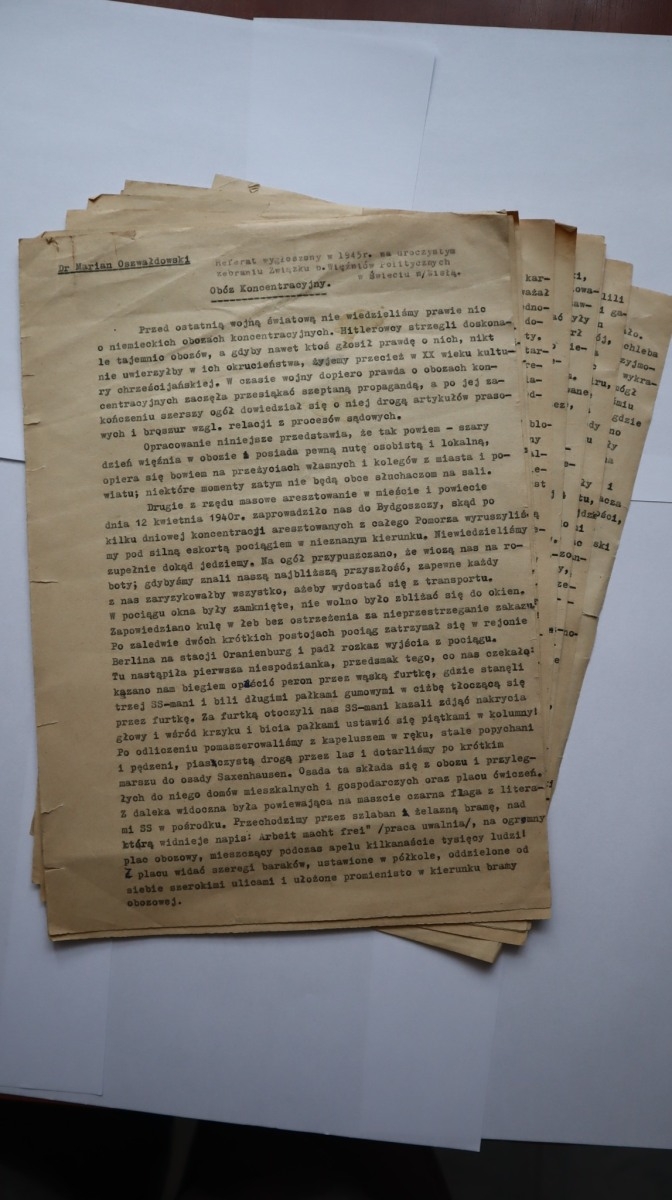 Dr Marian Oszwałdowski
Referat wygłoszony w 1945r. na uroczystym
zebraniu Związku b. Więźniów Politycznych
w Świeciu n/Wisłą.
Obóz Koncentracyjny.
Przed ostatnią wojną światową nie wiedzieliśmy prawie nic
o niemieckich obozach koncentracyjnych. Hitlerowcy strzegli doskona-
le tajemnic obozów, a gdyby nawet ktoś głosił prawdę o nich, nikt
nie uwierzyłby w ich okrucieństwa, żyjemy przecież w XX wieku kultu-
ry chrześcijańskiej. W czasie wojny dopiero prawda o obozach kon-
centracyjnych zaczęła przesiąkać szeptaną propagandą, a po jej za-
kończeniu szerszy ogół dowiedział się o niej drogą artykułów praso-
wych i broszur wzgl. relacji z procesów sądowych.
Opracowanie niniejsze przedstawia, że tak powiem - szary
dzień więźnia w obozie i posiada pewną nutę osobistą i lokalną,
opiera się bowiem na przeżyciach własnych i kolegów z miasta i po-
wiatu; niektóre momenty zatym nie będą obce słuchaczom na sali.
Drugie z rzędu masowe aresztowanie w mieście i powiecie
dnia 12 kwietnia 1940r. zaprowadziło nas do Bydgoszczy, skąd po
kilku dniowej koncentracji aresztowanych z całego Pomorza wyruszyliś
my pod silną eskortą pociągiem w nieznanym kierunku. Niewiedzieliśmy
zupełnie dokąd jedziemy. Na ogół przypuszczano, że wiozą nas na ro-
boty; gdybyśmy znali naszą najbliższą przyszłość, zapewne każdy
z nas zaryzykowałby wszystko, ażeby wydostać się z transportu.
W pociągu okna były zamknięte, nie wolno było zbliżać się do okien.
Zapowiedziano kulę w łeb bez ostrzeżenia za nieprzestrzeganie zakazu!
Po zaledwie dwóch krótkich postojach pociąg zatrzymał się w rejonie
Berlina na stacji Oranienburg i padł rozkaz wyjścia z pociągu.
Tu nastąpiła pierwsza niespodzianka, przedsmak tego, co nas czekało:
kazano nam biegiem opuścić peron przez wąską furtkę, gdzie stanęli
trzej SS-mani i bili długimi pałkami gumowymi w ciżbę tłoczącą się
przez furtkę. Za furtką otoczyli nas SS-mani kazali zdjąć nakrycia
głowy i wśród krzyku i bicia pałkami ustawić się piątkami w kolumny!
Po odliczeniu pomaszerowaliśmy z kapeluszem w ręku, stale popychani
i pędzeni, piaszczystą drogą przez las i dotarliśmy po krótkim
marszu do osady Saxenhausen. Osada ta składa się z obozu i przyleg-
łych do niego domów mieszkalnych i gospodarczych oraz placu ćwiczeń.
Z daleka widoczna była powiewająca na maszcie czarna flaga z litera-
mi SS w pośrodku. Przechodzimy przez szlaban i żelazną bramę, nad
którą widnieje napis: Arbeit macht frei" /praca uwalnia/, na ogromny
plac obozowy, mieszczący podczas apelu kilkanaście tysięcy ludzi!
Z placu widać szeregi baraków, ustawione w półkole, oddzielone od
siebie szerokimi ulicami i ułożone promienisto w kierunku bramy
obozowej.